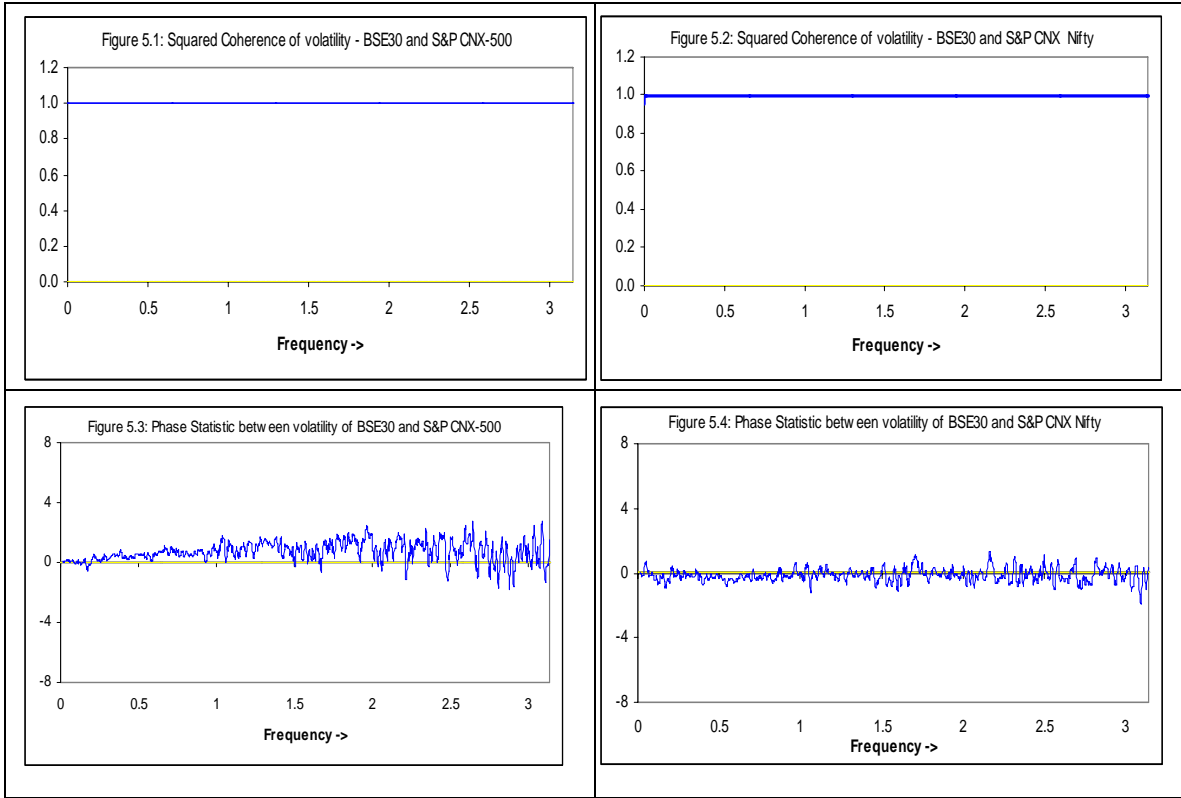 Figure 5.1: Squared Coherence of volatility - BSE30 and S&P CNX-500
1.2
1.0
0.8
0.6
0.4
0.2
0.0
0 0.5 1 1.5 2 2.5 3
Frequency ->
Figure 5.2: Squared Coherence of volatility - BSE30 and S&P CNX Nifty
1.2
1.0
0.8
0.6
0.4
0.2
0.0
0 0.5 1 1.5 2 2.5 3
Frequency ->
Figure 5.3: Phase Statistic between volatility of BSE30 and S&P CNX-500
8
4
0
-4
-8
0 0.5 1 1.5 2 2.5 3
Frequency ->
Figure 5.4: Phase Statistic between volatility of BSE30 and S&P CNX Nifty
8
4
0
-4
-8
0 0.5 1 1.5 2 2.5 3
Frequency ->